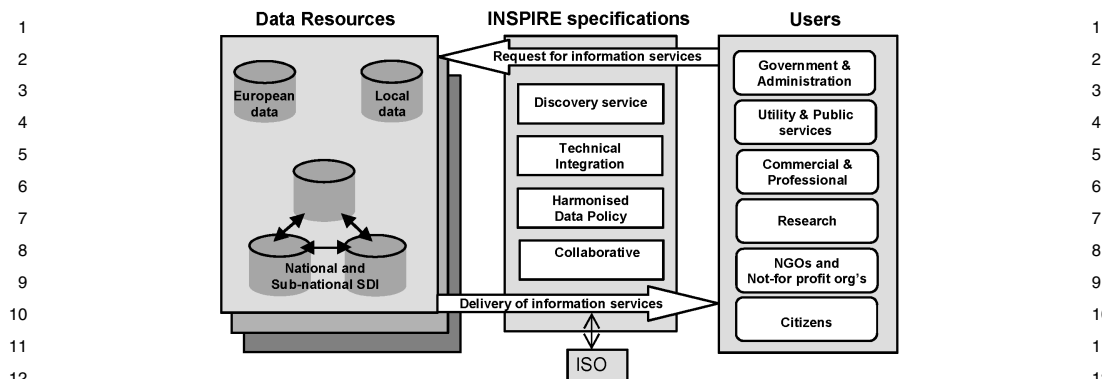 Data Resources
INSPIRE specifications
Users
1
2
3
4
5
6
7
8
9
10
11
12
European
data
Local
data
National and
Sub-national SDI
Request for information services
Discovery service
Technical
Integration
Harmonised
Data Policy
Collaborative
Delivery of information services
ISO
Government &
Administration
Utility & Public
services
Commercial &
Professional
Research
NGOs and
Not-for profit org's
Citizens
1
2
3
4
5
6
7
8
9